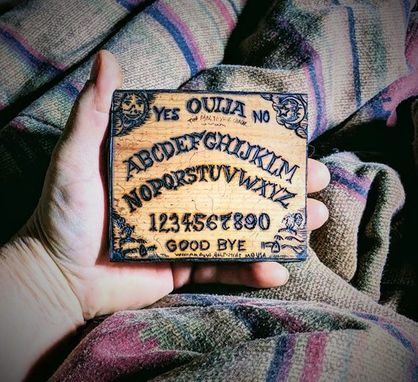 YES OUIJA NO
ABCDEFGHIJKLM
NOPQRSTUVWXYZ
1234567890
GOOD BYE